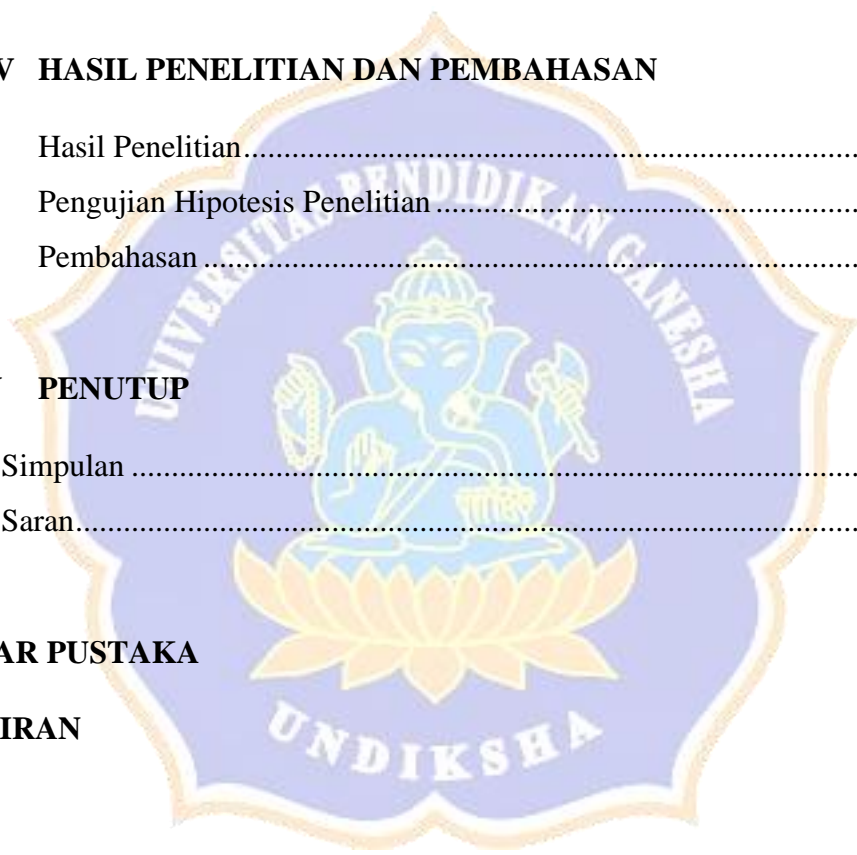 V HASIL PENELITIAN DAN PEMBAHASAN
Hasil Penelitian
Pengujian Hipotesis Penelitian
Pembahasan
V PENUTUP
Simpulan
Saran
AR PUSTAKA
IRAN
UNIVERSITAS PENDIDIKAN GANESHA
UNDIKSHA